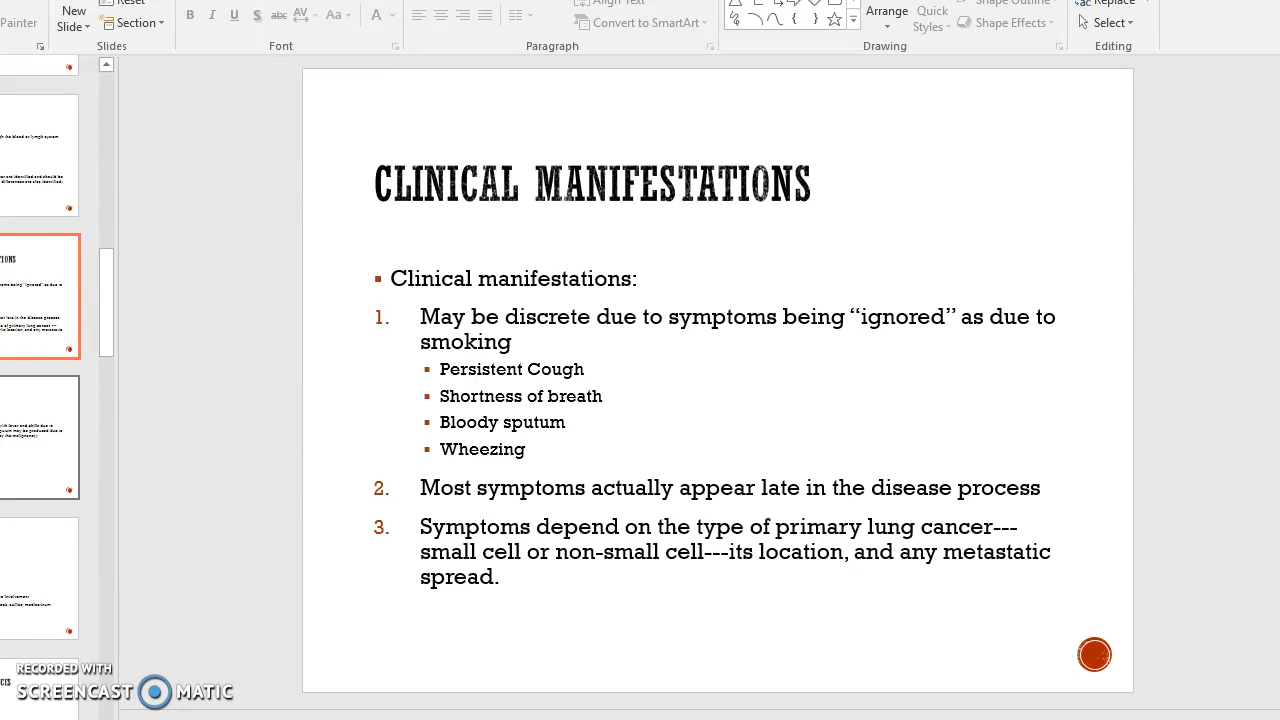 Painter
New
Slide
Reset
Section
Slides
B I U S abc AV Aa A
Font
Align Text
Convert to SmartArt
Paragraph
Arrange
Quick
Styles
Shape Outline
Shape Effects
Drawing
Replace
Select
Editing
CLINICAL MANIFESTATIONS
▪ Clinical manifestations:
1. May be discrete due to symptoms being “ignored” as due to
smoking
▪ Persistent Cough
▪ Shortness of breath
▪ Bloody sputum
▪ Wheezing
2. Most symptoms actually appear late in the disease process
3. Symptoms depend on the type of primary lung cancer---
small cell or non-small cell---its location, and any metastatic
spread.
RECORDED WITH
SCREENCAST MATIC